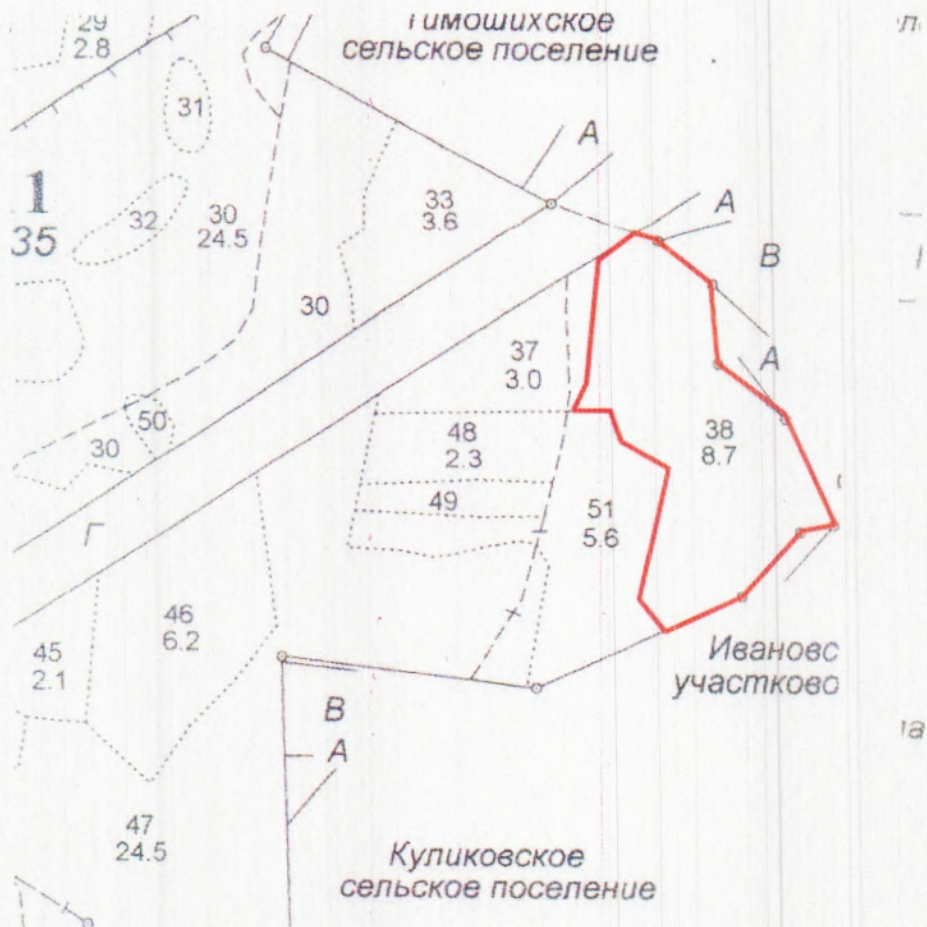 29
2.8
Тимошихское
сельское поселение
31
А
1
35
32
30
24.5
33
3.6
А
В
30
37
3.0
А
50
30
48
2.3
38
8.7
49
51
5.6
Г
46
6.2
45
2.1
Ивановс
участково
В
А
47
24.5
Куликовское
сельское поселение